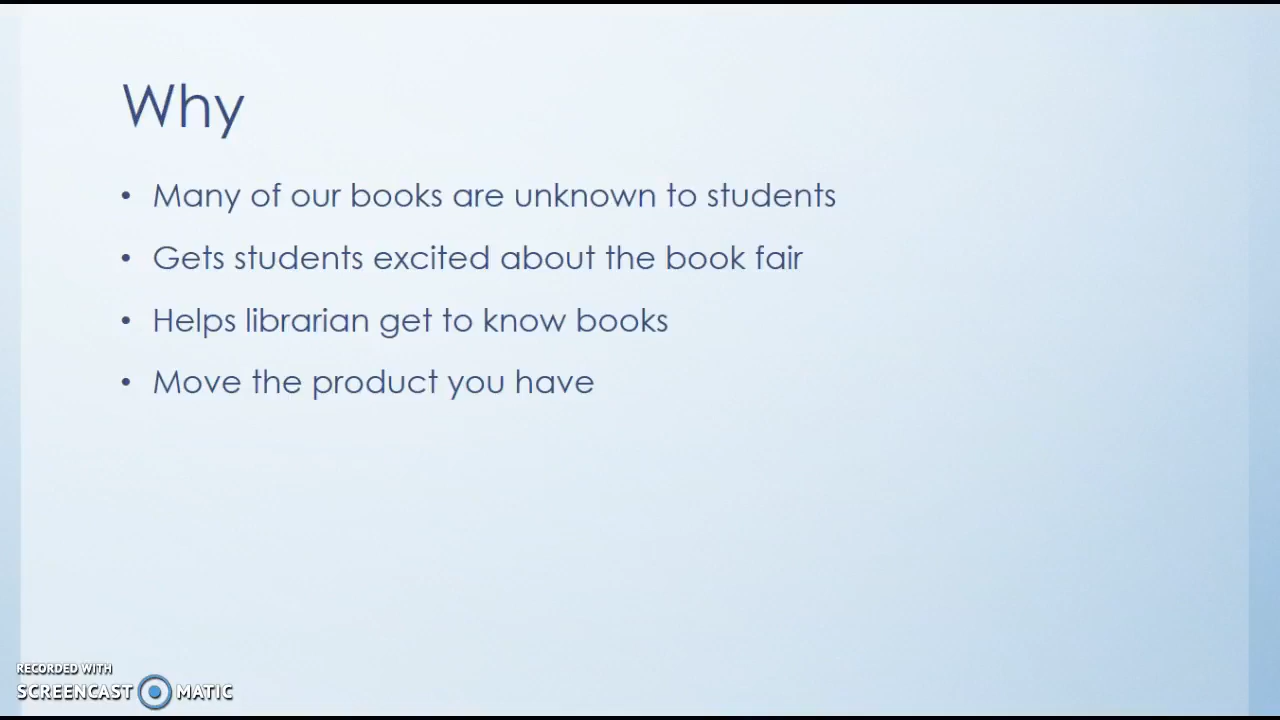 Why
• Many of our books are unknown to students
• Gets students excited about the book fair
• Helps librarian get to know books
• Move the product you have
RECORDED WITH
SCREENCAST MATIC